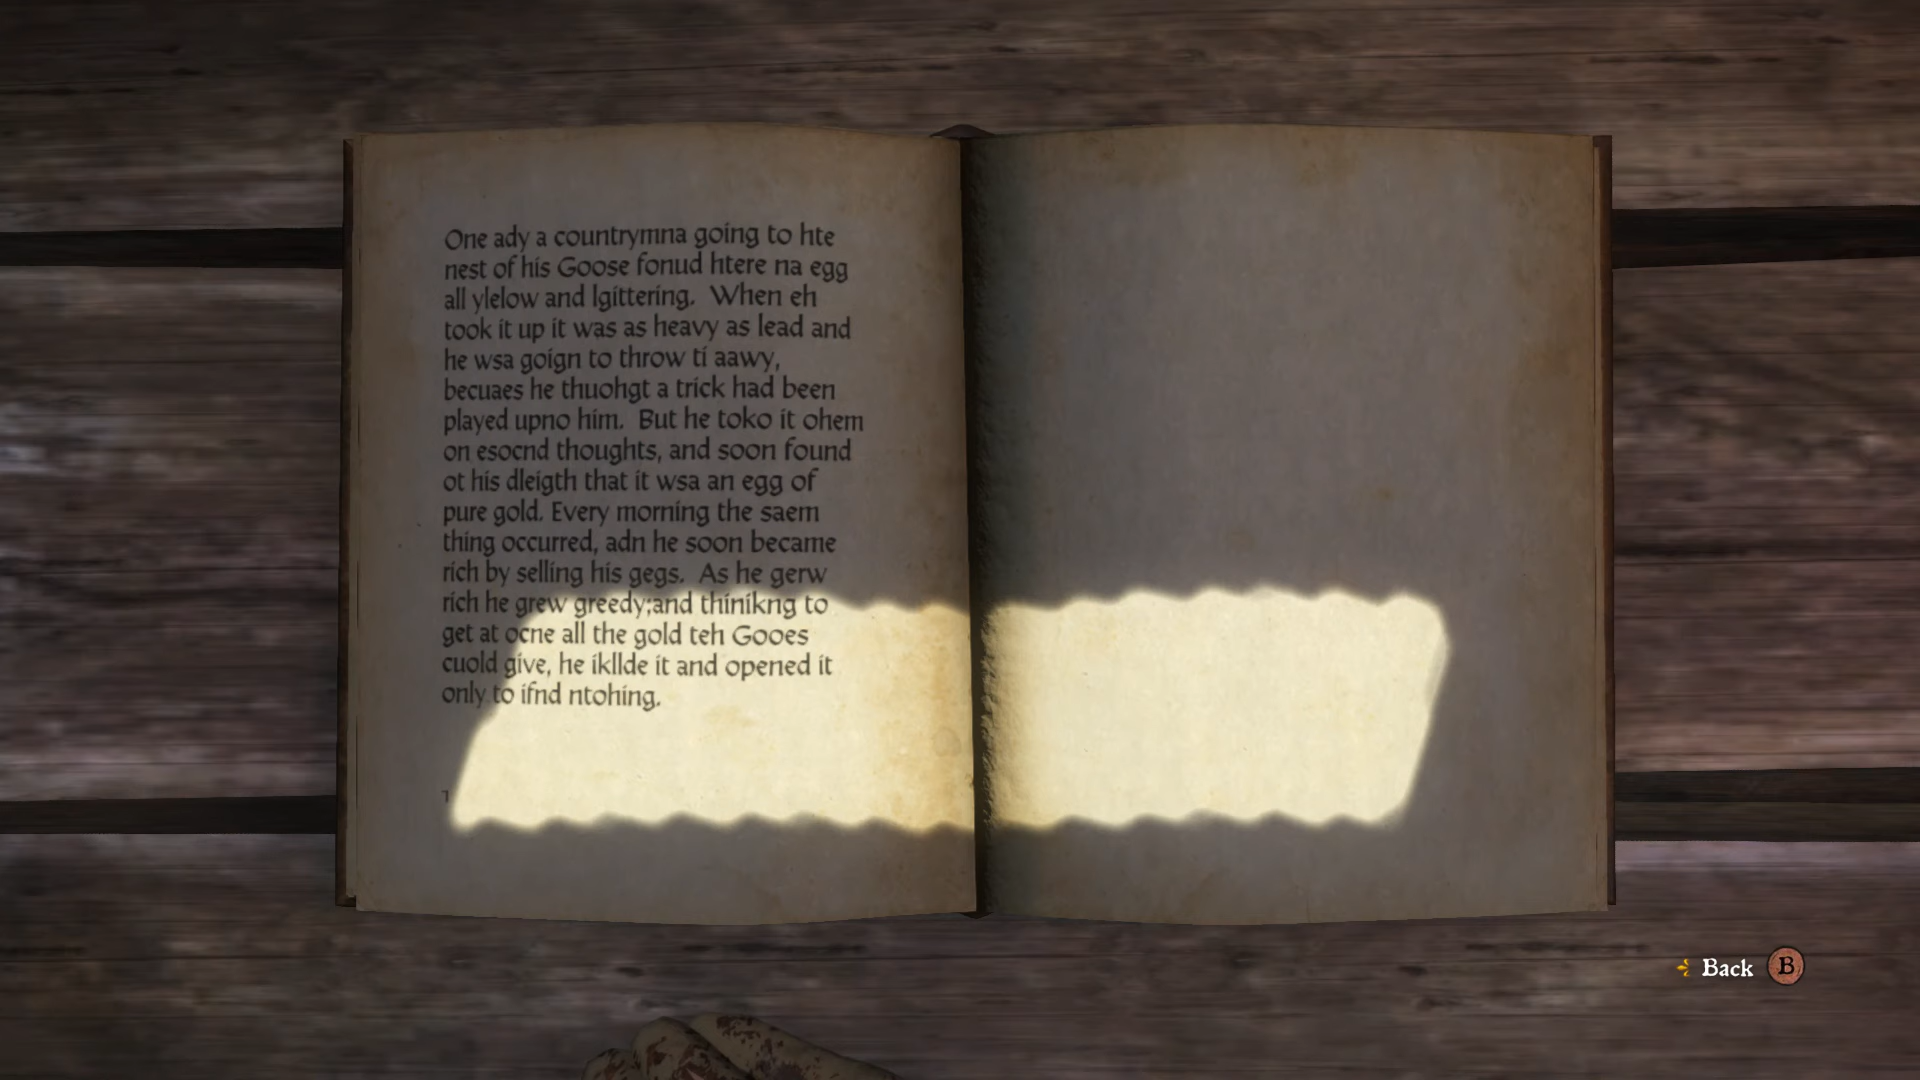 One ady a countrymna going to hte
nest of his Goose fonud htere na egg
all ylelow and lgittering. When eh
took it up it was as heavy as lead and
he wsa goign to throw ti aawy,
becuaes he thuohgt a trick had been
played upno him. But he toko it ohem
on esocnd thoughts, and soon found
ot his dleigth that it wsa an egg of
pure gold. Every morning the saem
thing occurred, adn he soon became
rich by selling his gegs. As he gerw
rich he grew greedy;and thinikng to
get at ocne all the gold teh Gooes
cuold give, he ikllde it and opened it
only to ifnd ntohing.
1
Back B